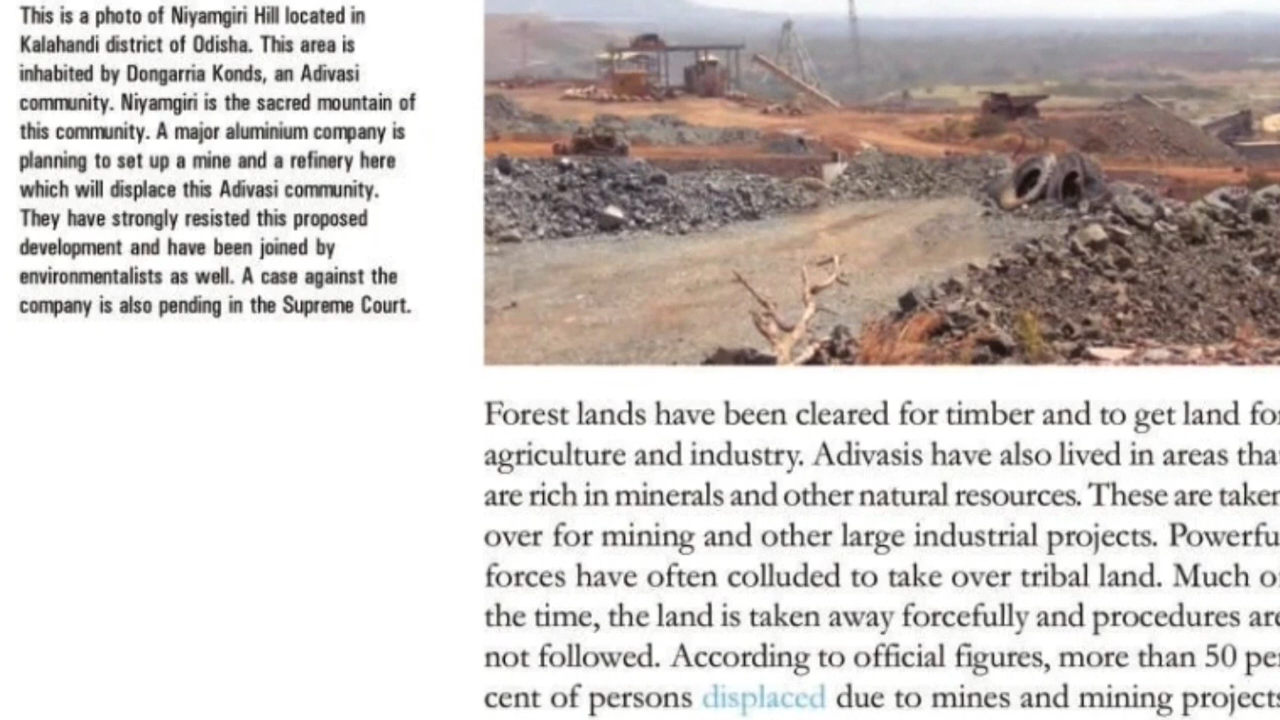 This is a photo of Niyamgiri Hill located in
Kalahandi district of Odisha. This area is
inhabited by Dongarria Konds, an Adivasi
community. Niyamgiri is the sacred mountain of
this community. A major aluminium company is
planning to set up a mine and a refinery here
which will displace this Adivasi community.
They have strongly resisted this proposed
development and have been joined by
environmentalists as well. A case against the
company is also pending in the Supreme Court.
Forest lands have been cleared for timber and to get land for
agriculture and industry. Adivasis have also lived in areas tha
are rich in minerals and other natural resources. These are taken
over for mining and other large industrial projects. Powerfu
forces have often colluded to take over tribal land. Much of
the time, the land is taken away forcefully and procedures are
not followed. According to official figures, more than 50 per
cent of persons displaced due to mines and mining projects